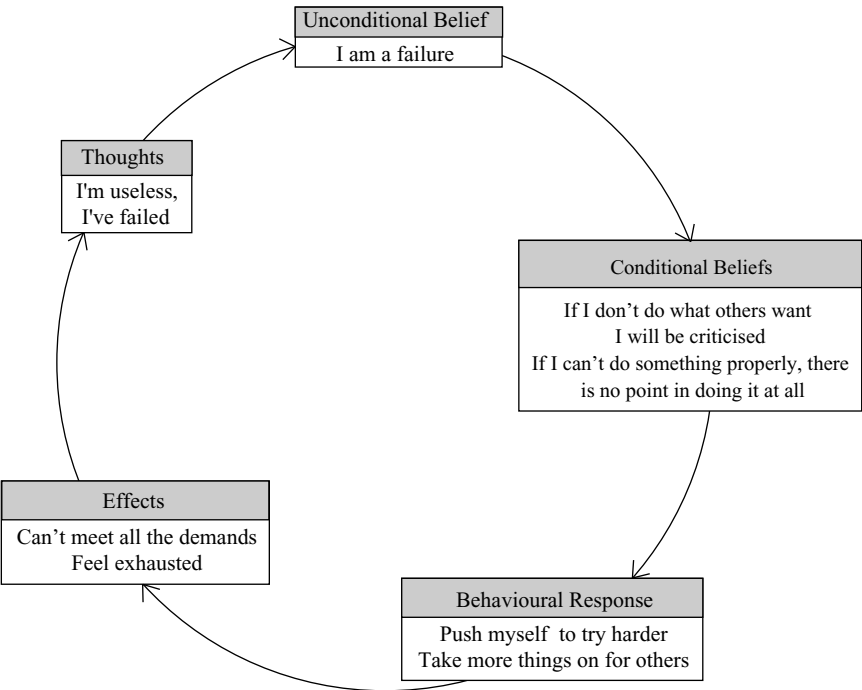 Unconditional Belief
I am a failure
Thoughts
I'm useless,
I've failed
Conditional Beliefs
If I don’t do what others want
I will be criticised
If I can’t do something properly, there
is no point in doing it at all
Effects
Can’t meet all the demands
Feel exhausted
Behavioural Response
Push myself to try harder
Take more things on for others